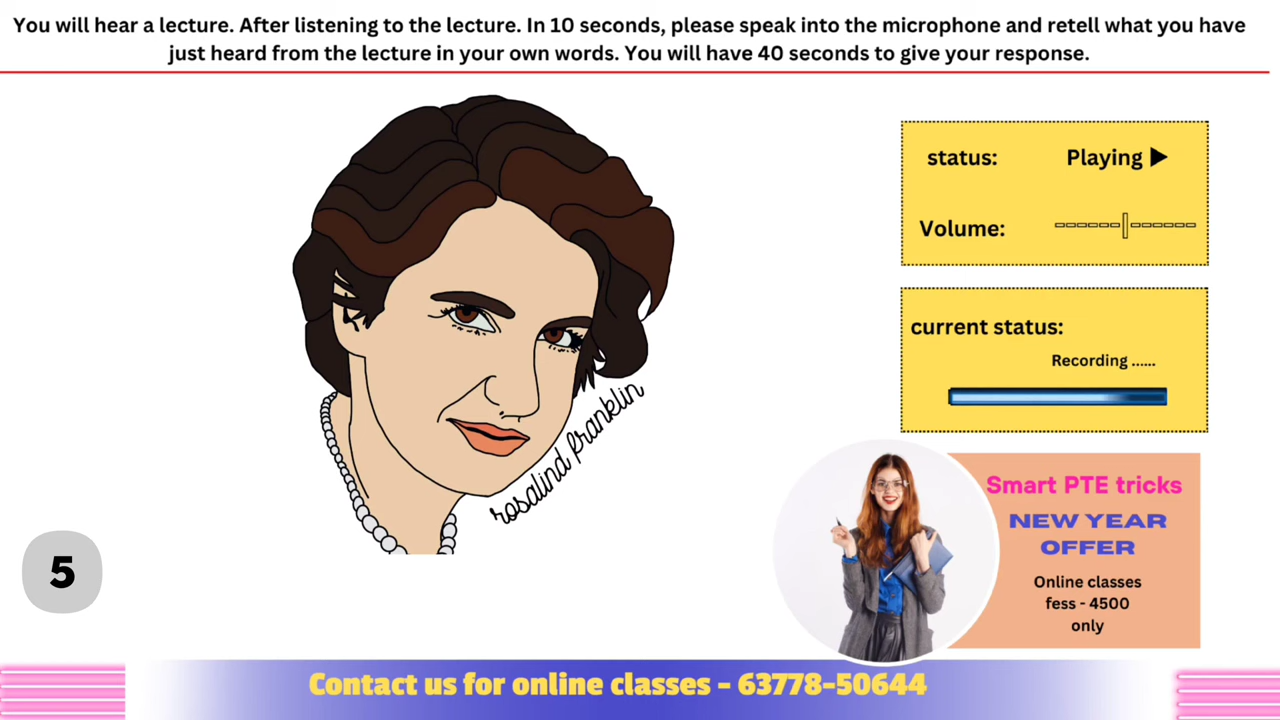 You will hear a lecture. After listening to the lecture. In 10 seconds, please speak into the microphone and retell what you have
just heard from the lecture in your own words. You will have 40 seconds to give your response.
status: Playing
Volume:
current status:
Recording ......
rosalind franklin
Smart PTE tricks
NEW YEAR
OFFER
Online classes
fess - 4500
only
5
Contact us for online classes - 63778-50644